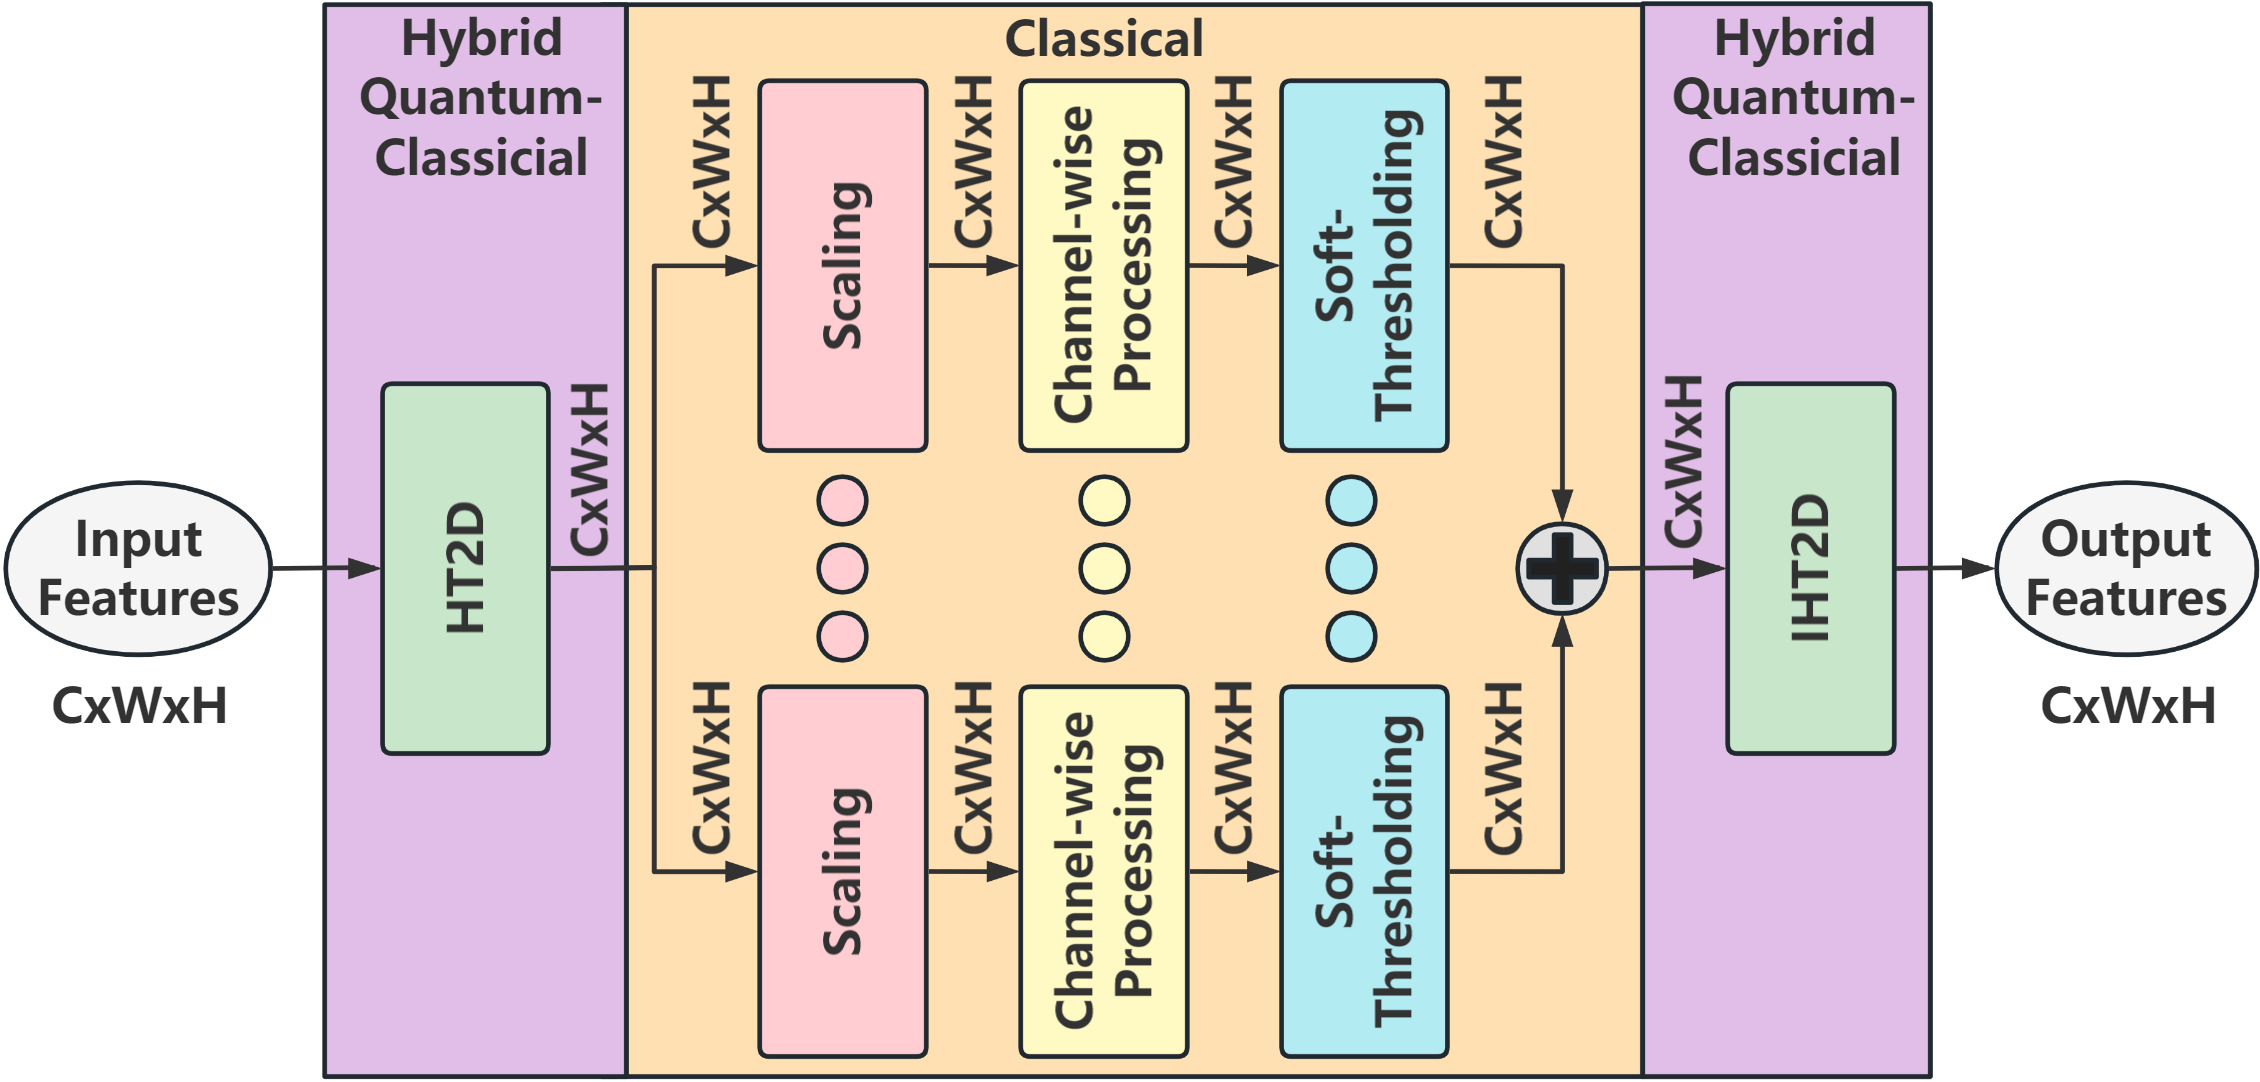 Hybrid
Quantum-
Classicial
Classical
Hybrid
Quantum-
Classicial
Input
Features
CxWxH
HT2D
CxWxH
CxWxH
Scaling
CxWxH
Channel-wise
Processing
CxWxH
Soft-
Thresholding
CxWxH
CxWxH
Scaling
CxWxH
Channel-wise
Processing
CxWxH
Soft-
Thresholding
CxWxH
CxWxH
IHT2D
Output
Features
CxWxH